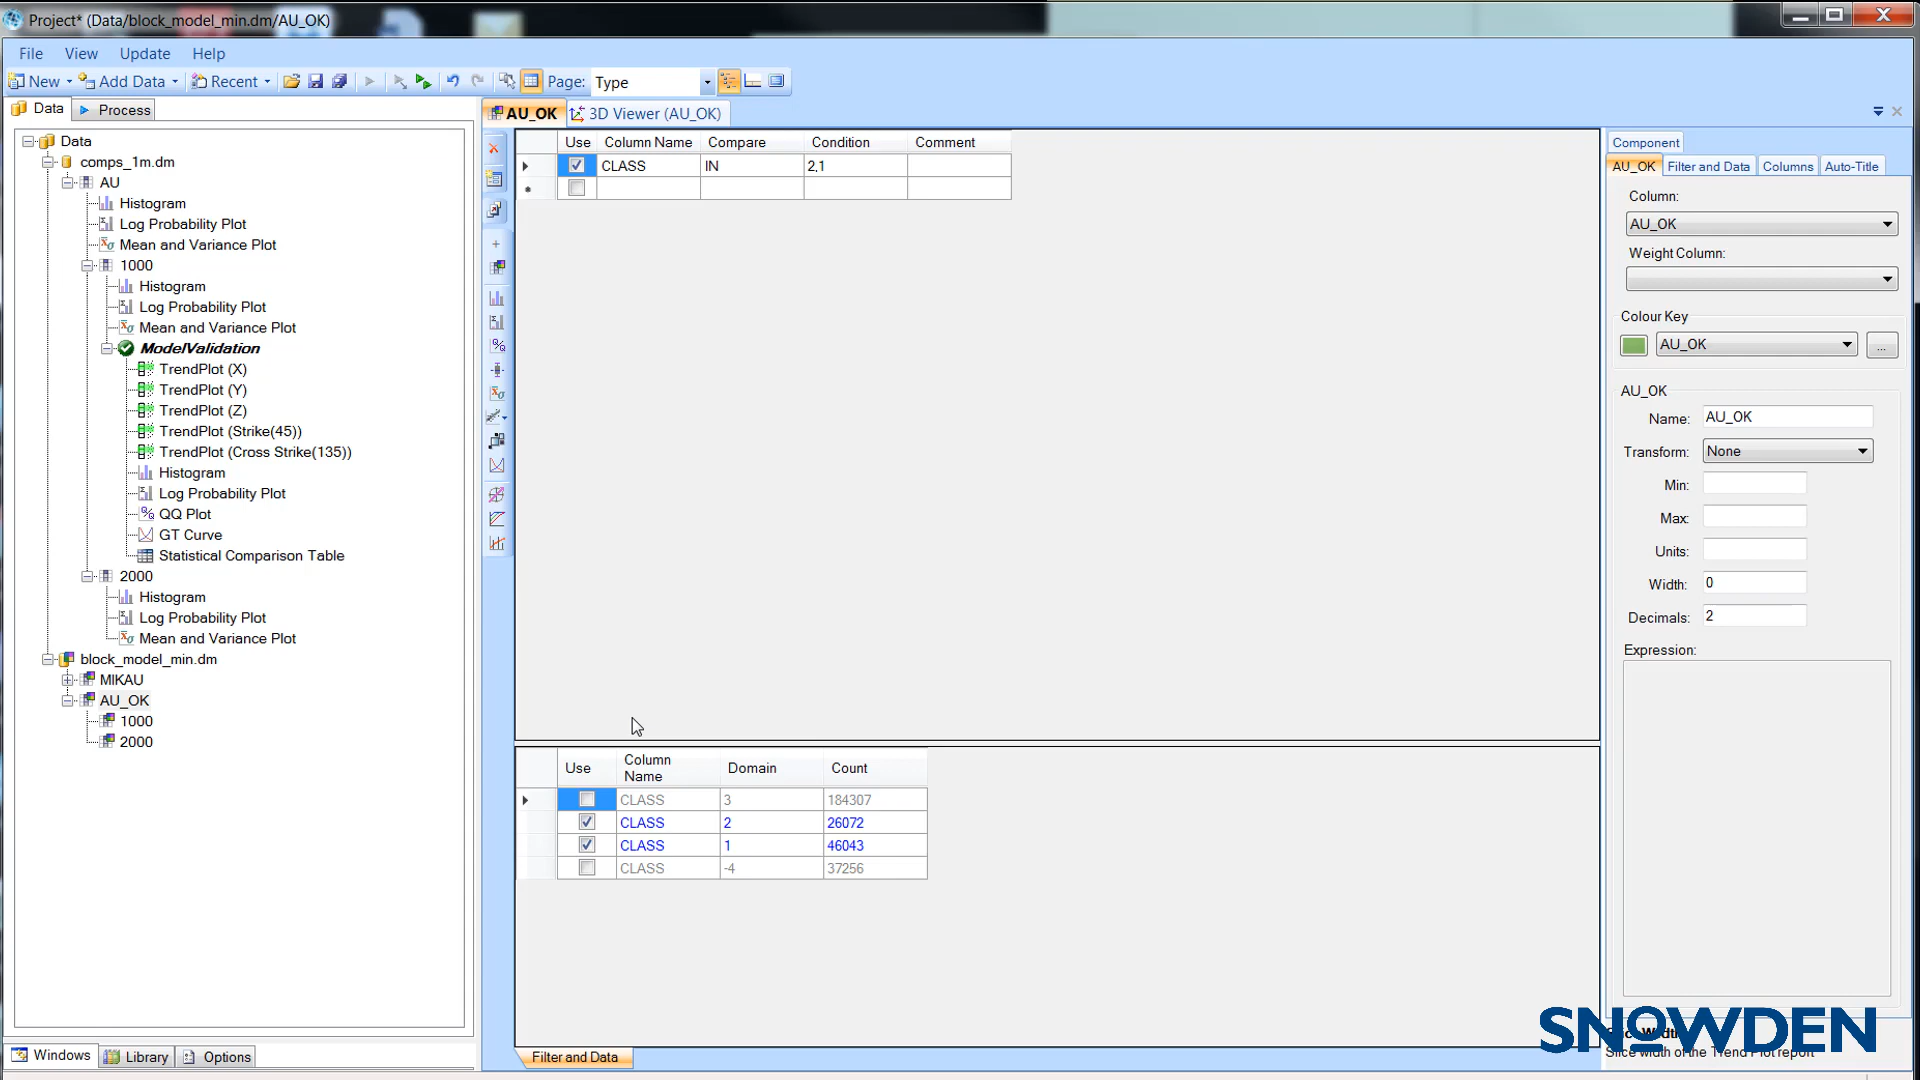 Project* (Data/block_model_min.dm/AU_OK)
File View Update Help
New Add Data Recent Page: Type
Data Process
AU_OK 3D Viewer (AU_OK)
Data
comps_1m.dm
AU
Histogram
Log Probability Plot
Mean and Variance Plot
1000
Histogram
Log Probability Plot
Mean and Variance Plot
ModelValidation
TrendPlot (X)
TrendPlot (Y)
TrendPlot (Z)
TrendPlot (Strike(45))
TrendPlot (Cross Strike(135))
Histogram
Log Probability Plot
QQ Plot
GT Curve
Statistical Comparison Table
2000
Histogram
Log Probability Plot
Mean and Variance Plot
block_model_min.dm
MIKAU
AU_OK
1000
2000
Windows Library Options
Use Column Name Compare Condition Comment
CLASS IN 2,1
Use Column Name Domain Count
CLASS 3 184307
CLASS 2 26072
CLASS 1 46043
CLASS -4 37256
Filter and Data
Component
AU_OK Filter and Data Columns Auto-Title
Column:
AU_OK
Weight Column:
Colour Key
AU_OK ...
AU_OK
Name: AU_OK
Transform: None
Min:
Max:
Units:
Width: 0
Decimals: 2
Expression:
SNOWDEN
Slice width of the Trend Plot report